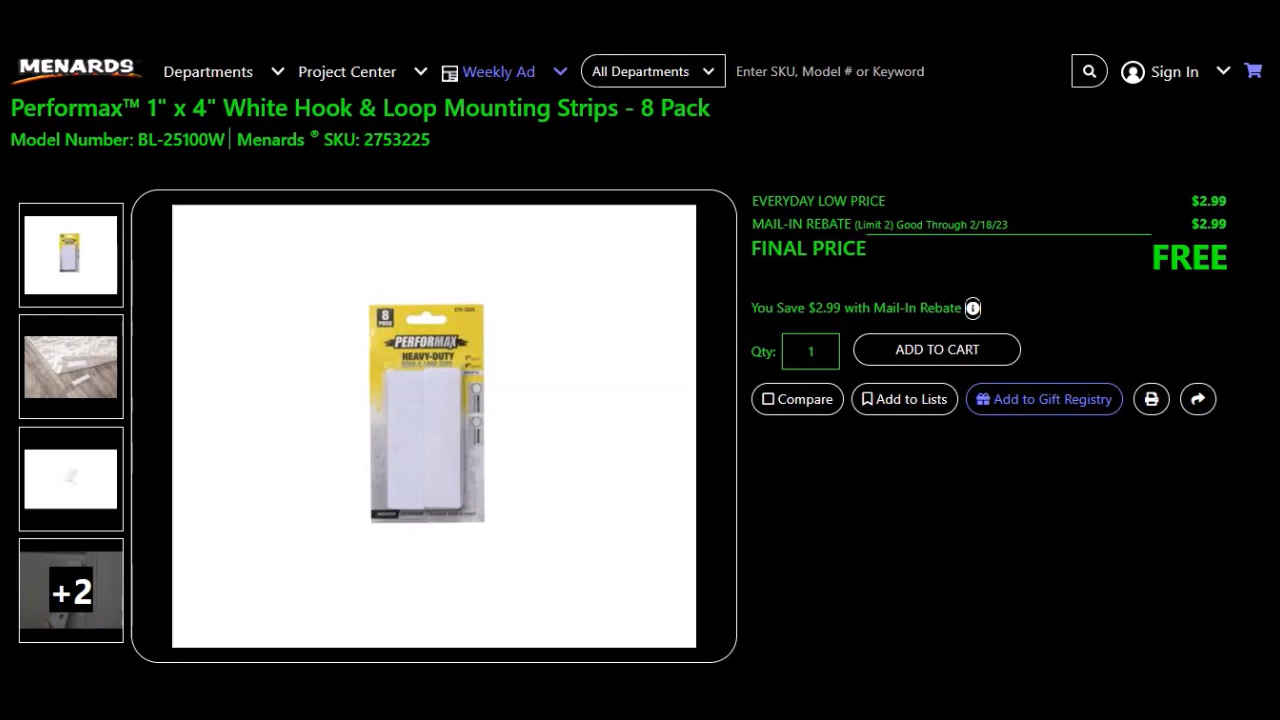 MENARDS Departments Project Center Weekly Ad All Departments Enter SKU, Model # or Keyword Sign In
Performax™ 1" x 4" White Hook & Loop Mounting Strips - 8 Pack
Model Number: BL-25100W | Menards ® SKU: 2753225
EVERYDAY LOW PRICE $2.99
MAIL-IN REBATE (Limit 2) Good Through 2/18/23 $2.99
FINAL PRICE FREE
You Save $2.99 with Mail-In Rebate
Qty: 1 ADD TO CART
Compare Add to Lists Add to Gift Registry
8
PIECE
PERFORMAX
HEAVY-DUTY
+2